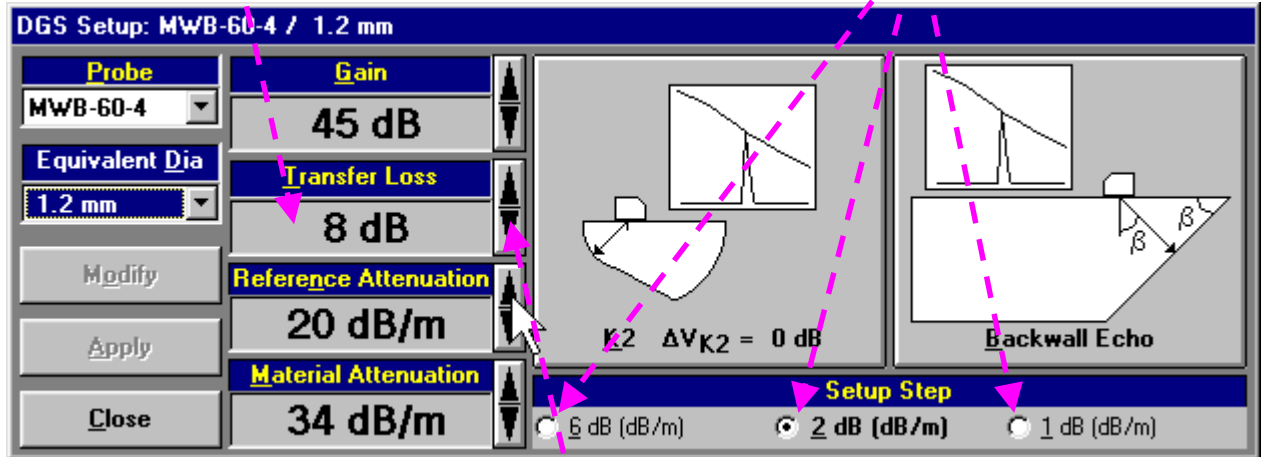 DGS Setup: MWB-60-4 / 1.2 mm
Probe
MWB-60-4
Equivalent Dia
1.2 mm
Modify
Apply
Close
Gain
45 dB
Transfer Loss
8 dB
Reference Attenuation
20 dB/m
Material Attenuation
34 dB/m
K2 ΔVK2 = 0 dB
β
β
Backwall Echo
Setup Step
6 dB (dB/m)
2 dB (dB/m)
1 dB (dB/m)